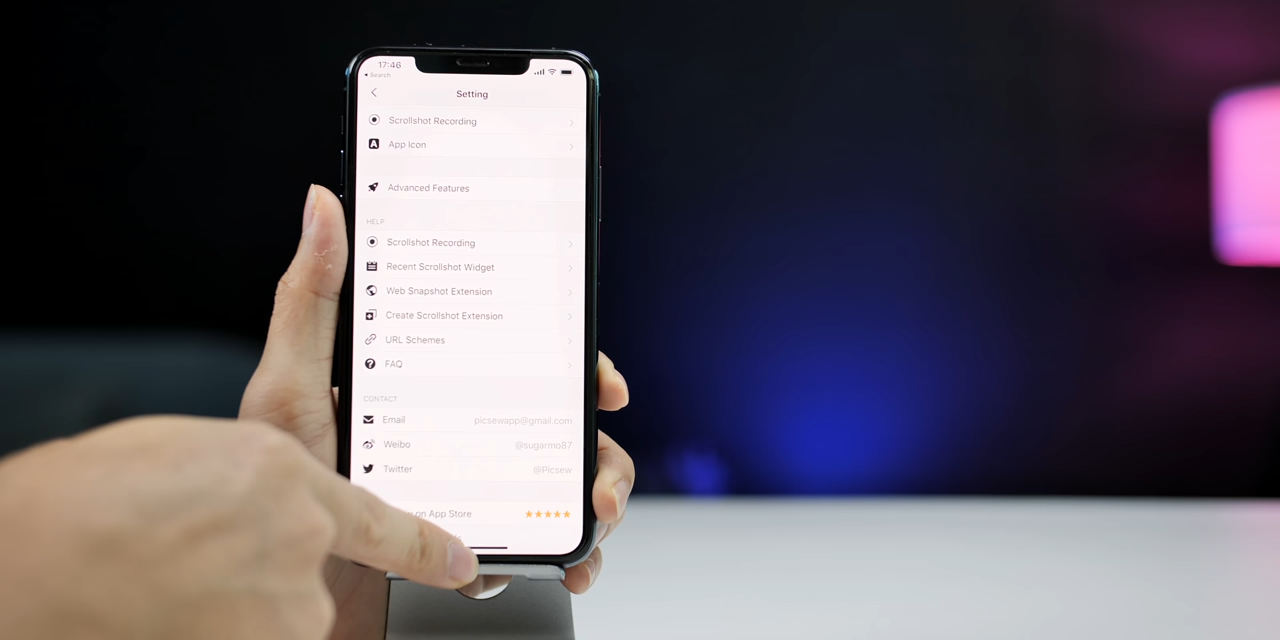 17:46
Search
Setting
Scrollshot Recording
App Icon
Advanced Features
HELP
Scrollshot Recording
Recent Scrollshot Widget
Web Snapshot Extension
Create Scrollshot Extension
URL Schemes
FAQ
CONTACT
Email picsewapp@gmail.com
Weibo @sugarmo87
Twitter @Picsew
on App Store